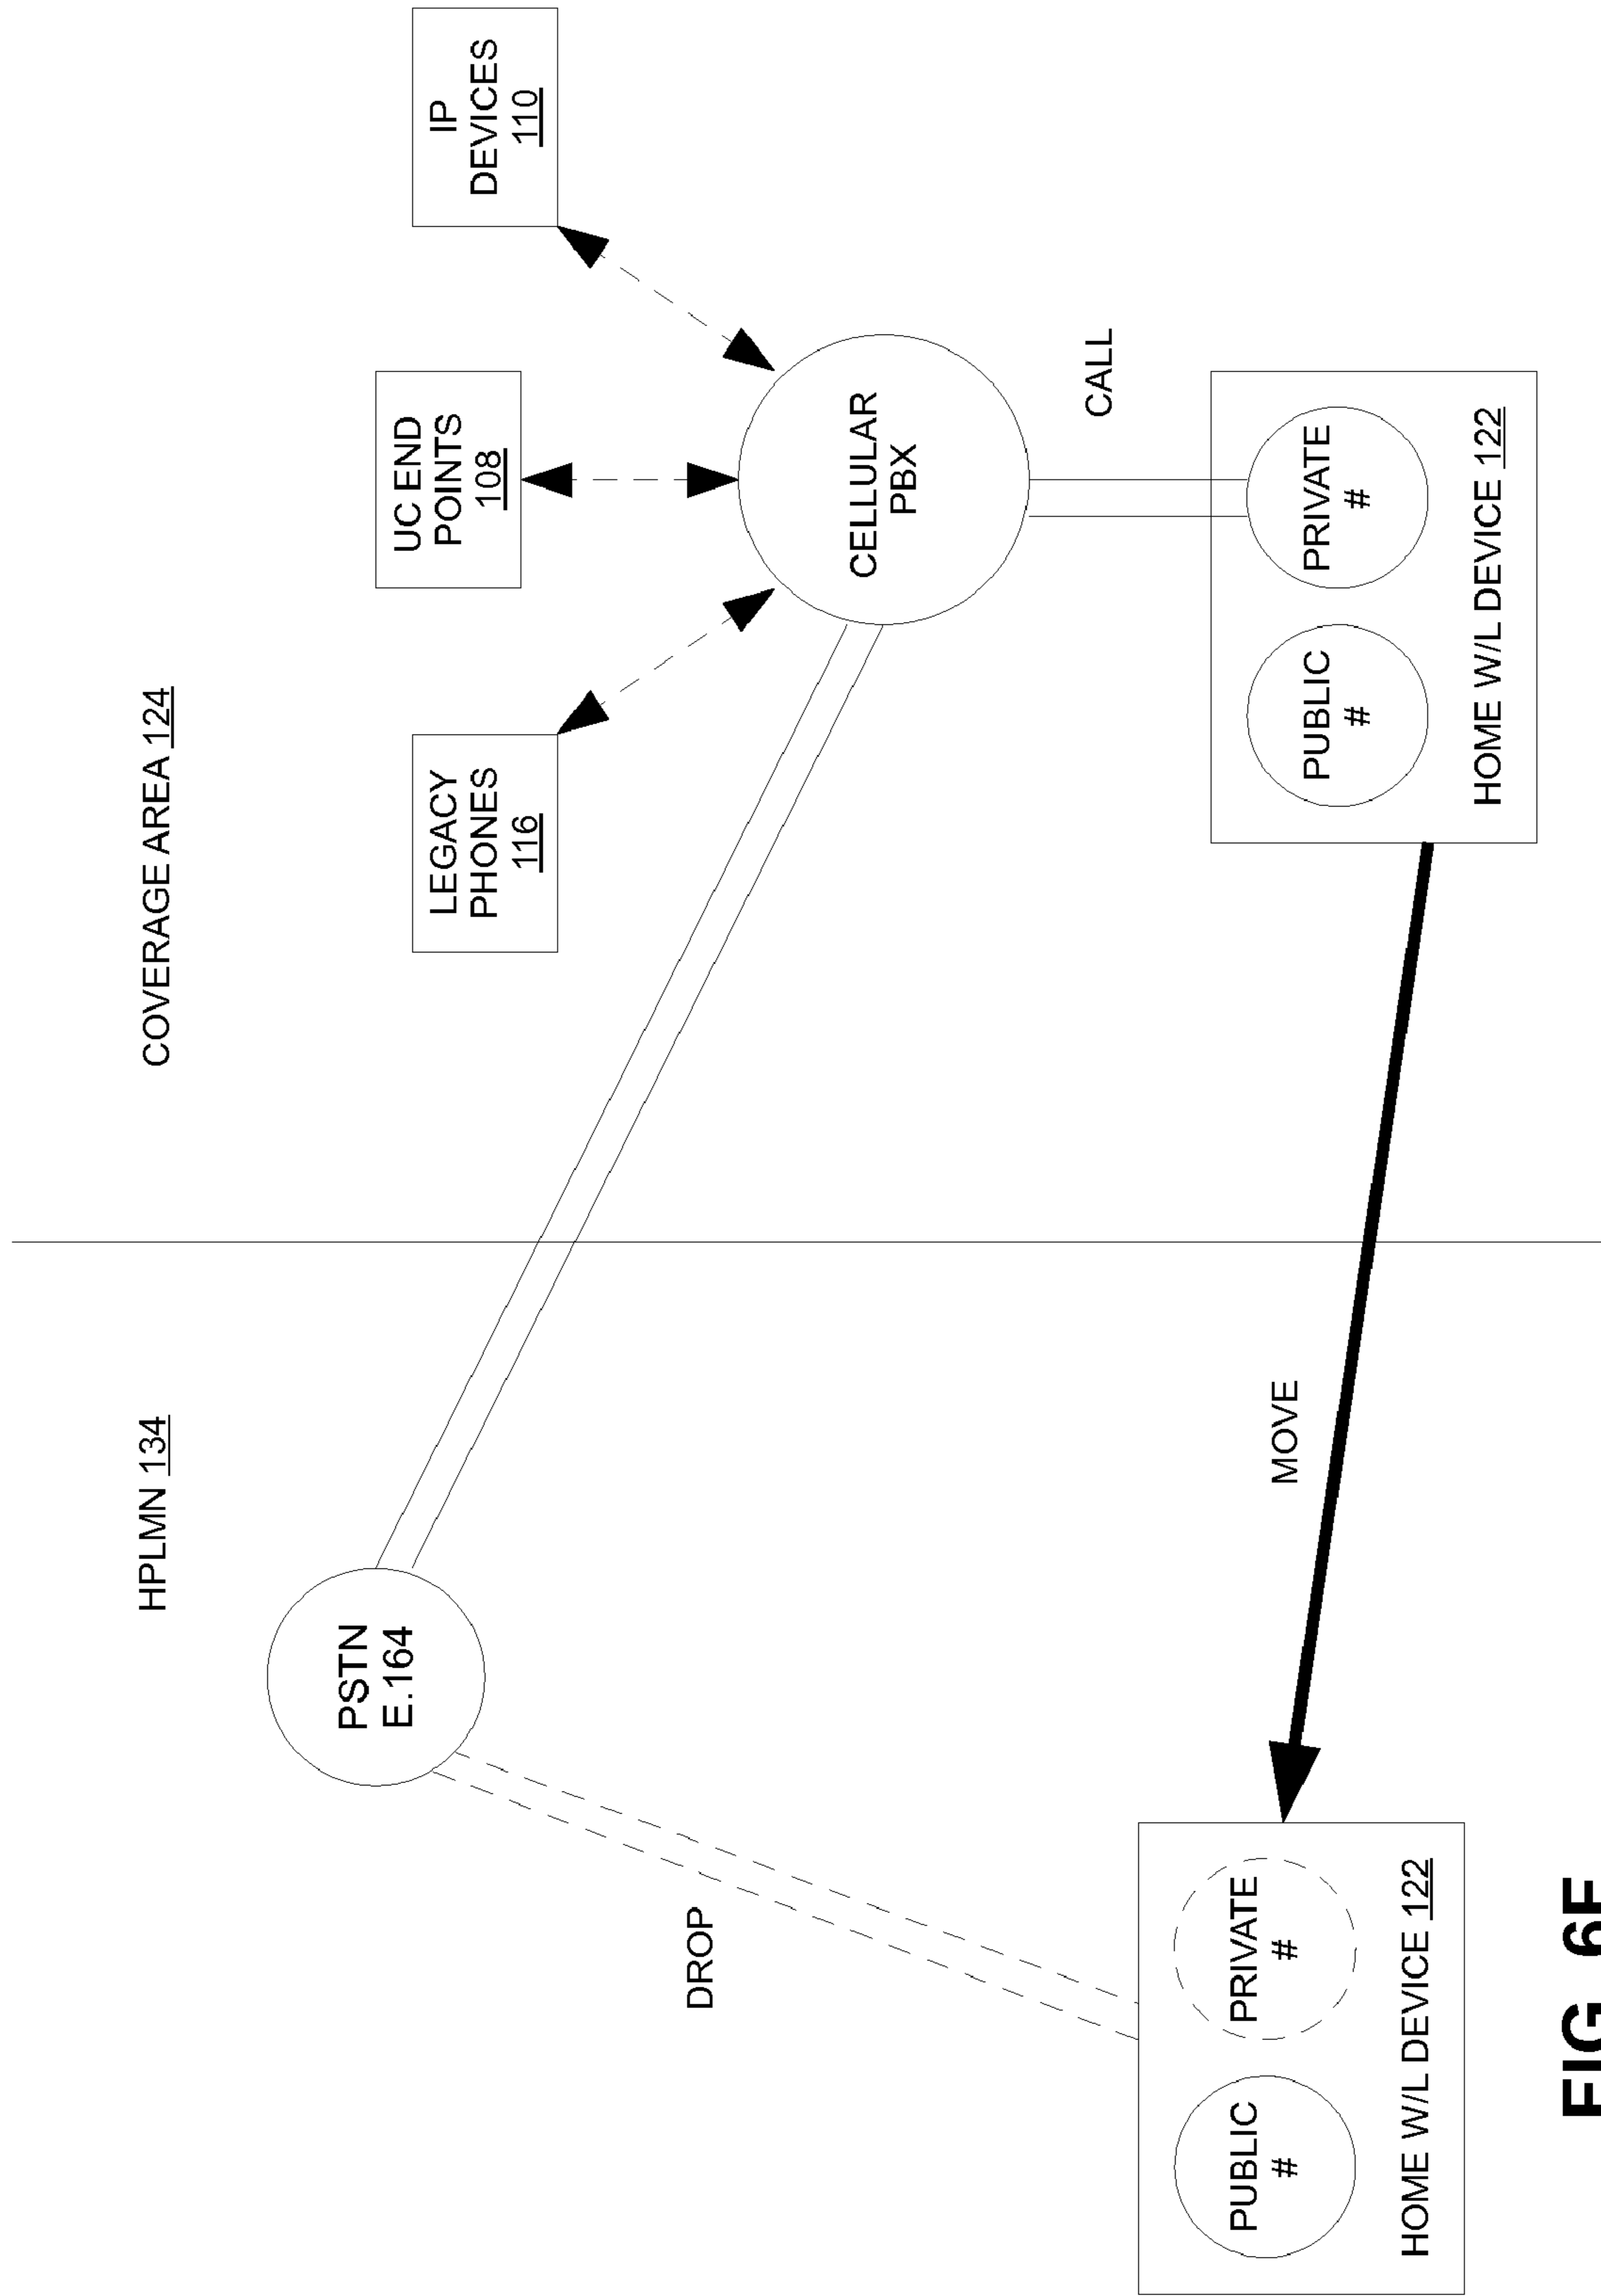 HPLMN 134
COVERAGE AREA 124
PSTN
E.164
LEGACY
PHONES
116
UC END
POINTS
108
IP
DEVICES
110
CELLULAR
PBX
DROP
CALL
MOVE
PUBLIC
#
PRIVATE
#
HOME W/L DEVICE 122
PUBLIC
#
PRIVATE
#
HOME W/L DEVICE 122
FIG